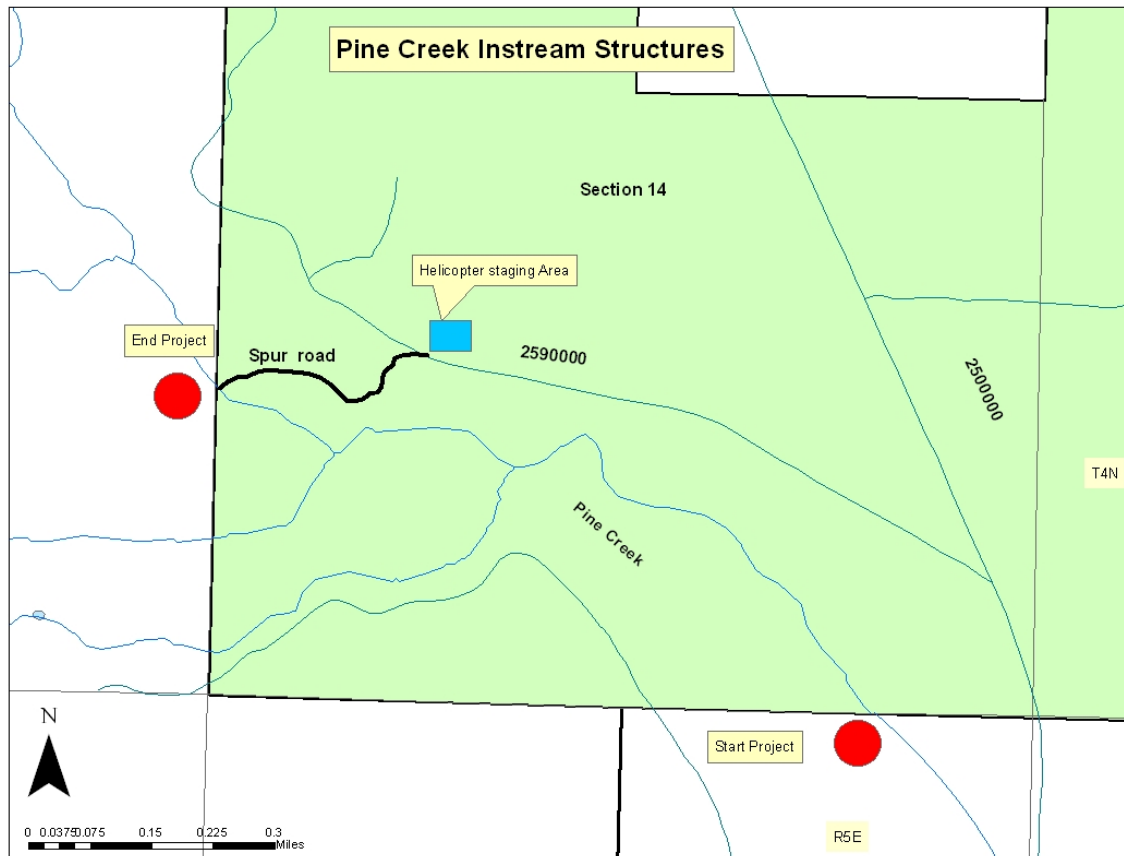 Pine Creek Instream Structures
Section 14
Helicopter staging Area
End Project
Spur road
2590000
2500000
T4N
Pine Creek
N
Start Project
0 0.0375 0.075 0.15 0.225 0.3
Miles
R5E